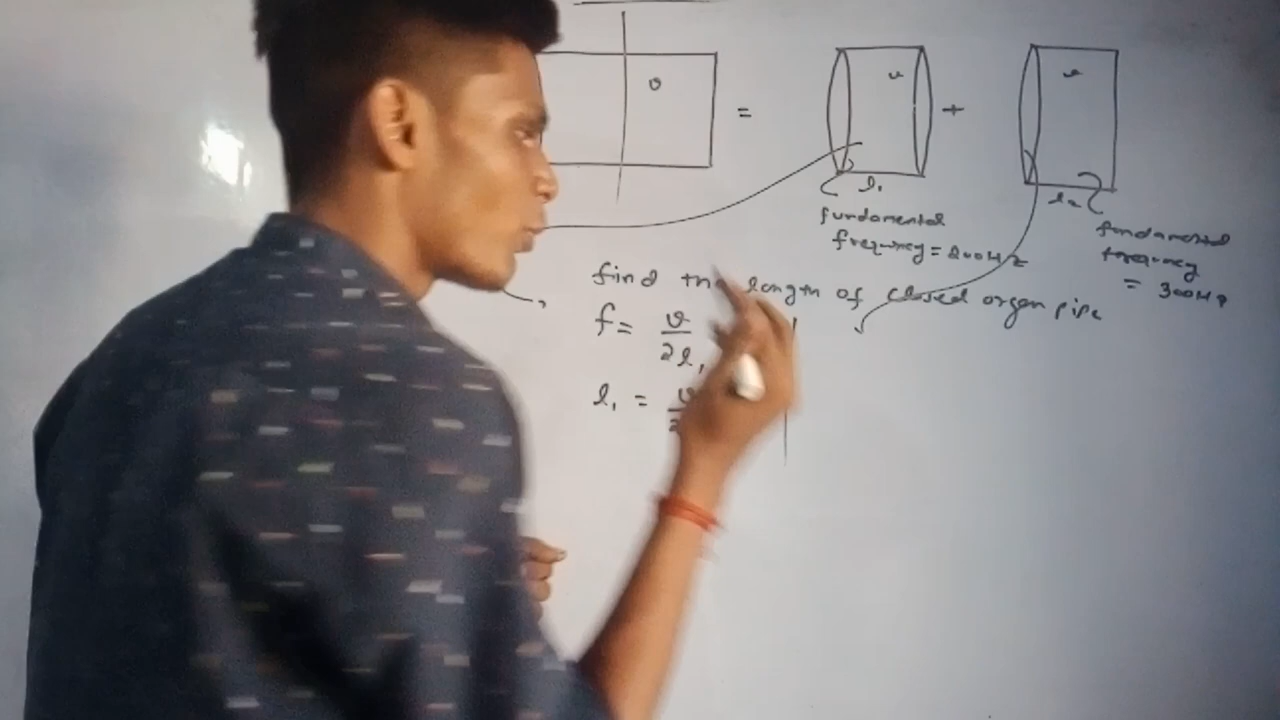 v
=
v
+
v
l₁
l₂
fundamental
frequency = 200Hz
fundamental
frequency
= 300Hz
find the length of closed organ pipe
f = v
2l₁
l₁ = v
2